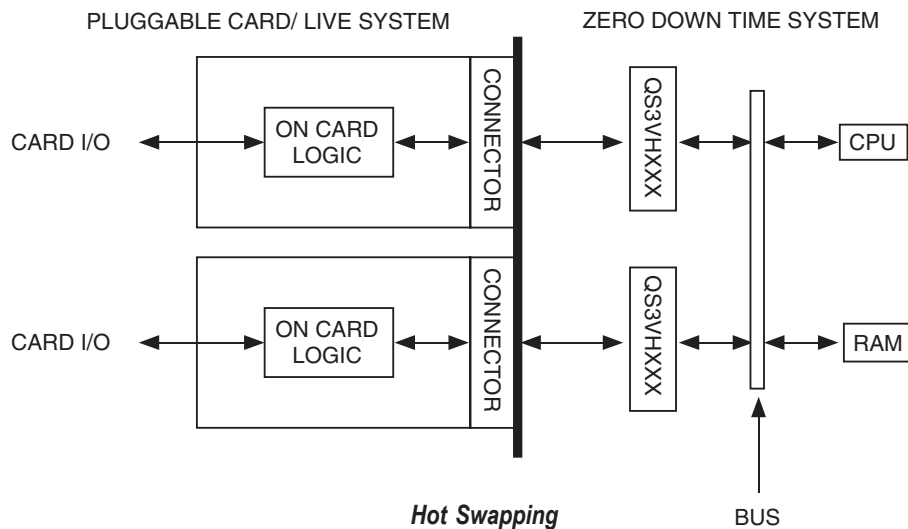 PLUGGABLE CARD/ LIVE SYSTEM
ZERO DOWN TIME SYSTEM
CARD I/O
ON CARD
LOGIC
CONNECTOR
QS3VHXXX
CPU
CARD I/O
ON CARD
LOGIC
CONNECTOR
QS3VHXXX
RAM
Hot Swapping
BUS